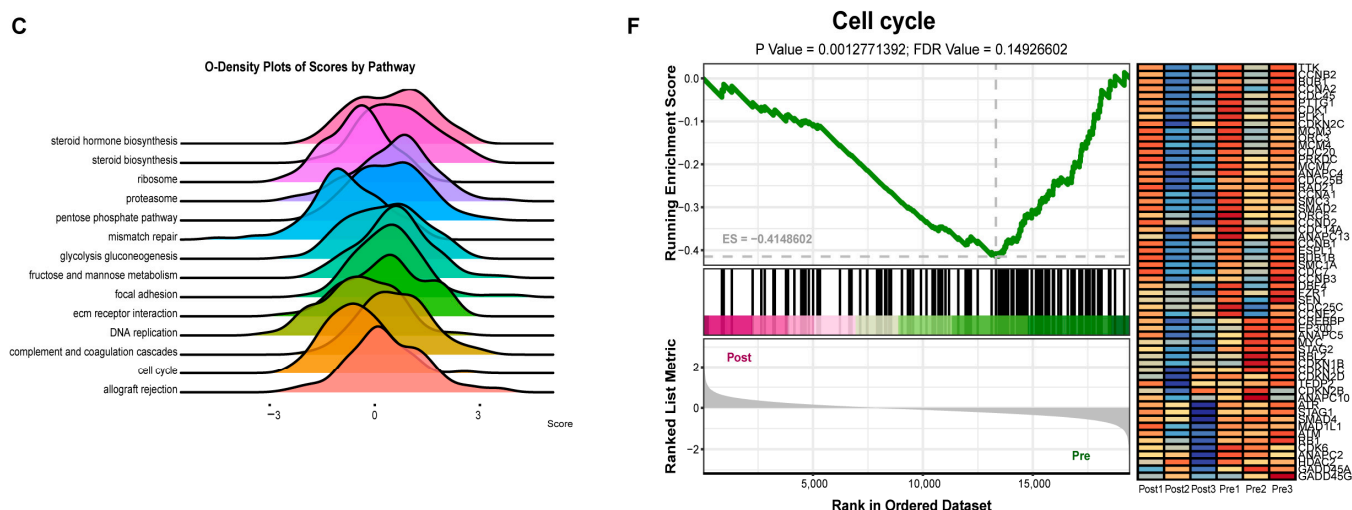 C
O-Density Plots of Scores by Pathway
steroid hormone biosynthesis
steroid biosynthesis
ribosome
proteasome
pentose phosphate pathway
mismatch repair
glycolysis gluconeogenesis
fructose and mannose metabolism
focal adhesion
ecm receptor interaction
DNA replication
complement and coagulation cascades
cell cycle
allograft rejection
−3 0 3
Score
F
Cell cycle
P Value = 0.0012771392; FDR Value = 0.14926602
Running Enrichment Score
0.0
−0.1
−0.2
−0.3
−0.4
ES = −0.4148602
Ranked List Metric
2
0
−2
Post
Pre
5,000 10,000 15,000
Rank in Ordered Dataset
TTK
CCNB2
BUB1
CCNA2
CDC45
PTTG1
CDK1
PLK1
CDKN2C
MCM3
ORC3
MCM4
CDC20
PRKDC
MCM7
ANAPC4
CDC25B
RAD21
CCNA1
SMC3
SMAD2
ORC6
CCND2
CDC14A
ANAPC13
CCNB1
ESPL1
BUB1B
SMC1A
CDC7
CCNB3
DBF4
FZR1
SFN
CDC25C
CCNE2
CREBBP
EP300
ANAPC5
MYC
STAG2
RBL2
CDKN1B
CDKN1C
CDKN2D
TFDP2
CDKN2B
ANAPC10
ATR
STAG1
SMAD4
MAD1L1
ATM
RB1
CDK6
ANAPC2
HDAC2
GADD45A
GADD45G
Post1 Post2 Post3 Pre1 Pre2 Pre3